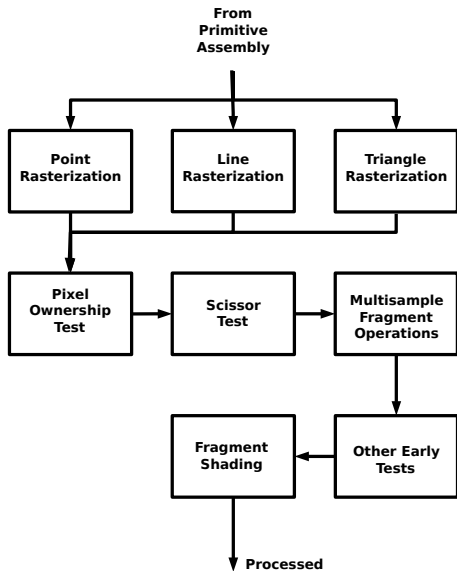 From
Primitive
Assembly
Point
Rasterization
Line
Rasterization
Triangle
Rasterization
Pixel
Ownership
Test
Scissor
Test
Multisample
Fragment
Operations
Fragment
Shading
Other Early
Tests
Processed